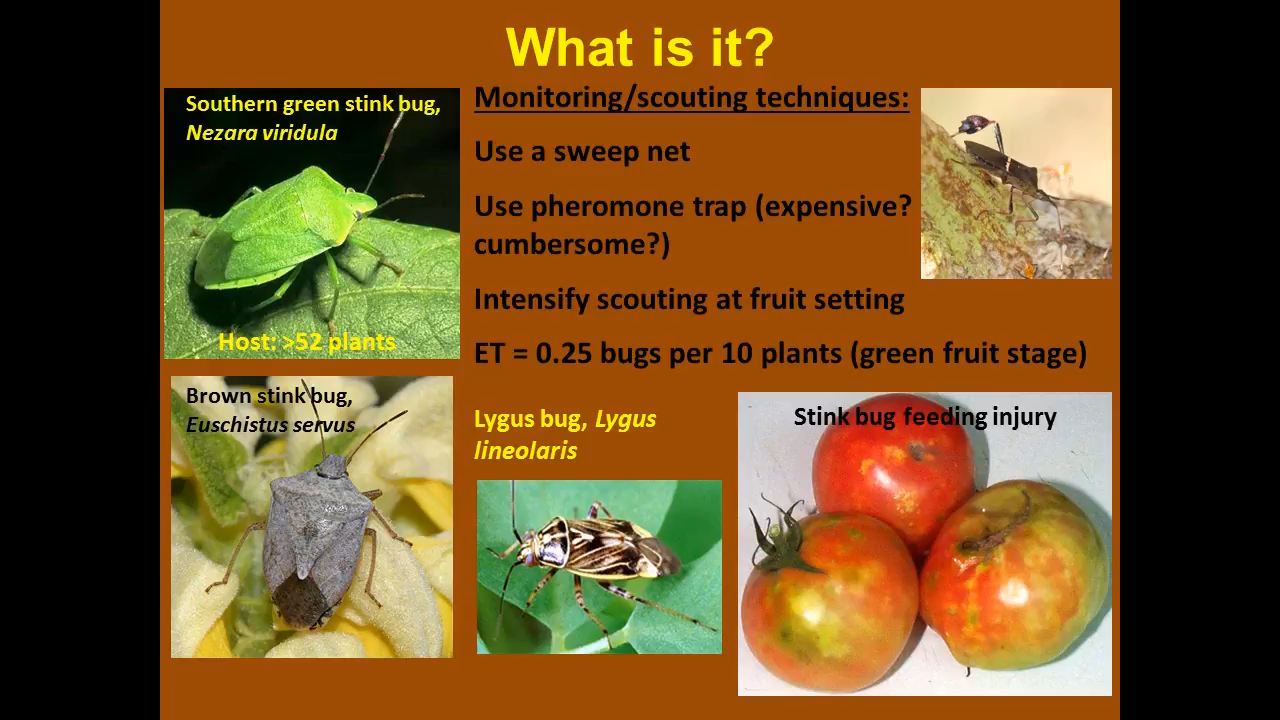 What is it?
Southern green stink bug,
Nezara viridula
Host: >52 plants
Monitoring/scouting techniques:
Use a sweep net
Use pheromone trap (expensive?
cumbersome?)
Intensify scouting at fruit setting
ET = 0.25 bugs per 10 plants (green fruit stage)
Brown stink bug,
Euschistus servus
Lygus bug, Lygus
lineolaris
Stink bug feeding injury